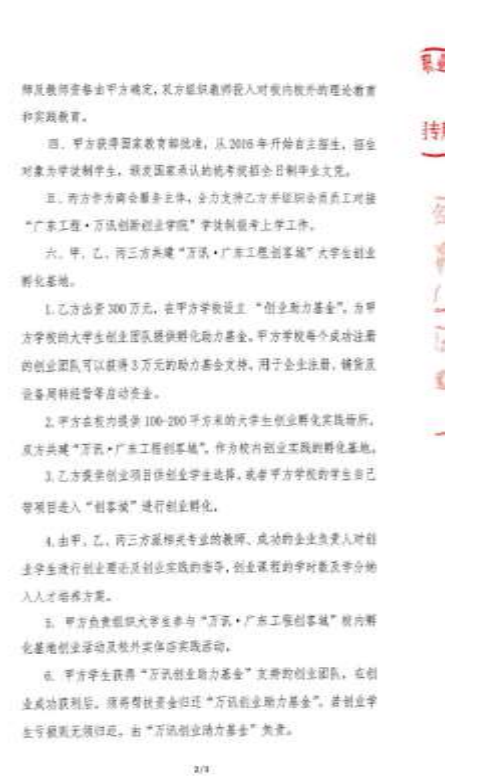 师及教师资格由甲方确定，双方组织教师投入对校内校外的理论教育
和实践教育。
四、甲方获得国家教育部批准，从 2016 年开始自主招生，招生
对象为学徒制学生，颁发国家承认的统考统招全日制毕业文凭。
五、丙方作为商会服务主体，全力支持乙方并组织会员员工对接
“广东工程·万讯创新创业学院”学徒制报考上学工作。
六、甲、乙、丙三方共建“万讯·广东工程创客城”大学生创业
孵化基地。
1.乙方出资 300 万元，在甲方学校设立 “创业助力基金”，为甲
方学校的大学生创业团队提供孵化助力基金。甲方学校每个成功注册
的创业团队可以获得 3 万元的助力基金支持。用于企业注册、铺货及
设备周转经营等启动资金。
2.甲方在校内提供 100-200 平方米的大学生创业孵化实践场所，
双方共建“万讯·广东工程创客城”，作为校内创业实践的孵化基地。
3.乙方提供创业项目供创业学生选择，或者甲方学校的学生自己
带项目进入“创客城”进行创业孵化。
4.由甲、乙、丙三方派相关专业的教师、成功的企业负责人对创
业学生进行创业理论及创业实践的指导，创业课程的学时数及学分纳
入人才培养方案。
5. 甲方负责组织大学生参与“万讯·广东工程创客城”校内孵
化基地创业活动及校外实体店实践活动。
6. 甲方学生获得“万讯创业助力基金”支持的创业团队，在创
业成功获利后，须将帮扶资金归还“万讯创业助力基金”。若创业学
生亏损则无须归还，由“万讯创业助力基金”负责。
2/3